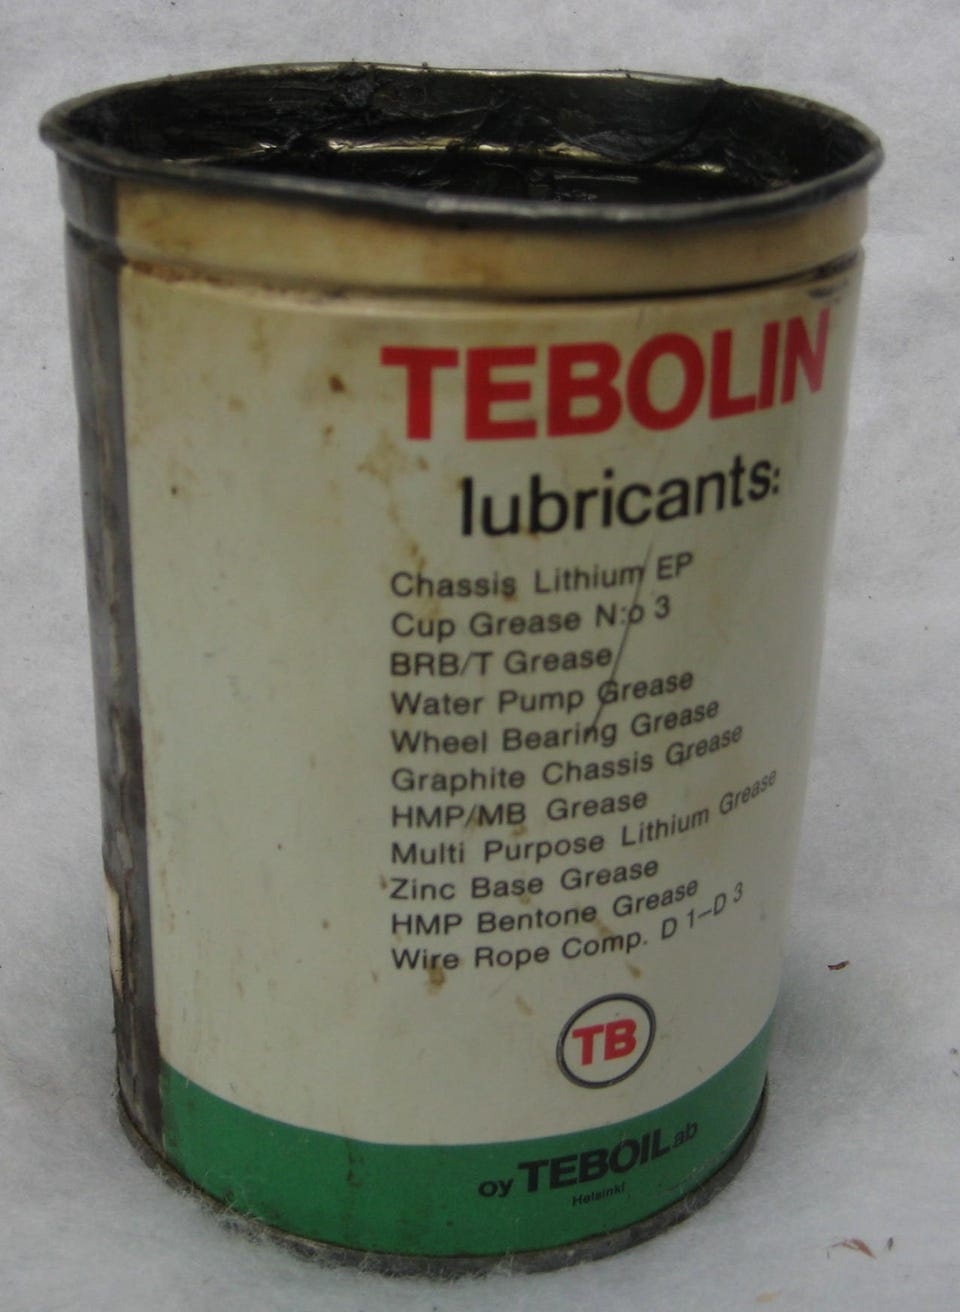 TEBOLIN
lubricants:
Chassis Lithium EP
Cup Grease N:o 3
BRB/T Grease
Water Pump Grease
Wheel Bearing Grease
Graphite Chassis Grease
HMP/MB Grease
Multi Purpose Lithium Grease
Zinc Base Grease
HMP Bentone Grease
Wire Rope Comp. D 1–D 3
TB
oy TEBOIL ab
Helsinki